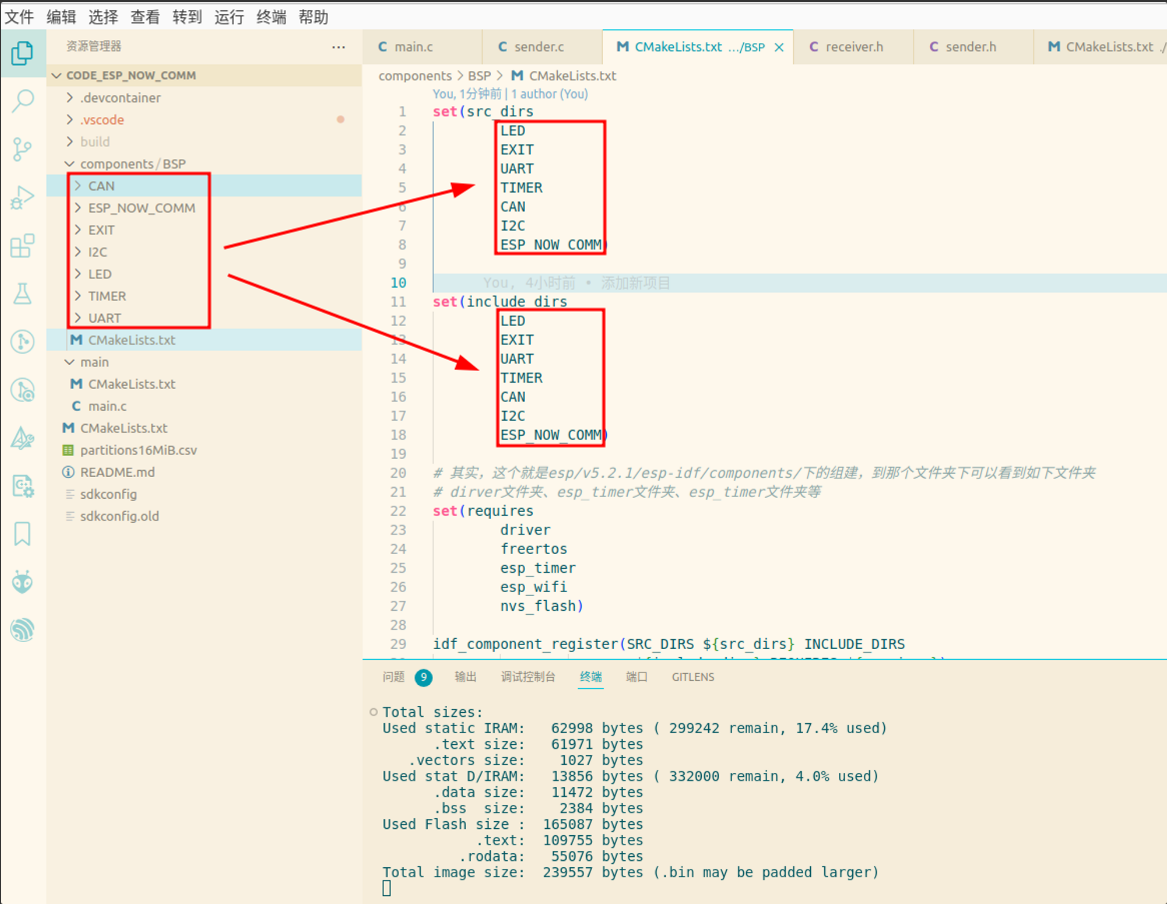 文件 编辑 选择 查看 转到 运行 终端 帮助
资源管理器 ···
CODE_ESP_NOW_COMM
.devcontainer
.vscode
build
components / BSP
CAN
ESP_NOW_COMM
EXIT
I2C
LED
TIMER
UART
CMakeLists.txt
main
CMakeLists.txt
main.c
CMakeLists.txt
partitions16MiB.csv
README.md
sdkconfig
sdkconfig.old
main.c sender.c CMakeLists.txt .../BSP receiver.h sender.h CMakeLists.txt ./
components > BSP > CMakeLists.txt
You, 1分钟前 | 1 author (You)
1 set(src_dirs
2 LED
3 EXIT
4 UART
5 TIMER
6 CAN
7 I2C
8 ESP_NOW_COMM)
9
10 You, 4小时前 • 添加新项目
11 set(include_dirs
12 LED
13 EXIT
14 UART
15 TIMER
16 CAN
17 I2C
18 ESP_NOW_COMM)
19
20 # 其实，这个就是esp/v5.2.1/esp-idf/components/下的组建，到那个文件夹下可以看到如下文件夹
21 # dirver文件夹、esp_timer文件夹、esp_timer文件夹等
22 set(requires
23 driver
24 freertos
25 esp_timer
26 esp_wifi
27 nvs_flash)
28
29 idf_component_register(SRC_DIRS ${src_dirs} INCLUDE_DIRS
问题 9 输出 调试控制台 终端 端口 GITLENS
Total sizes:
Used static IRAM: 62998 bytes ( 299242 remain, 17.4% used)
.text size: 61971 bytes
.vectors size: 1027 bytes
Used stat D/IRAM: 13856 bytes ( 332000 remain, 4.0% used)
.data size: 11472 bytes
.bss size: 2384 bytes
Used Flash size : 165087 bytes
.text: 109755 bytes
.rodata: 55076 bytes
Total image size: 239557 bytes (.bin may be padded larger)